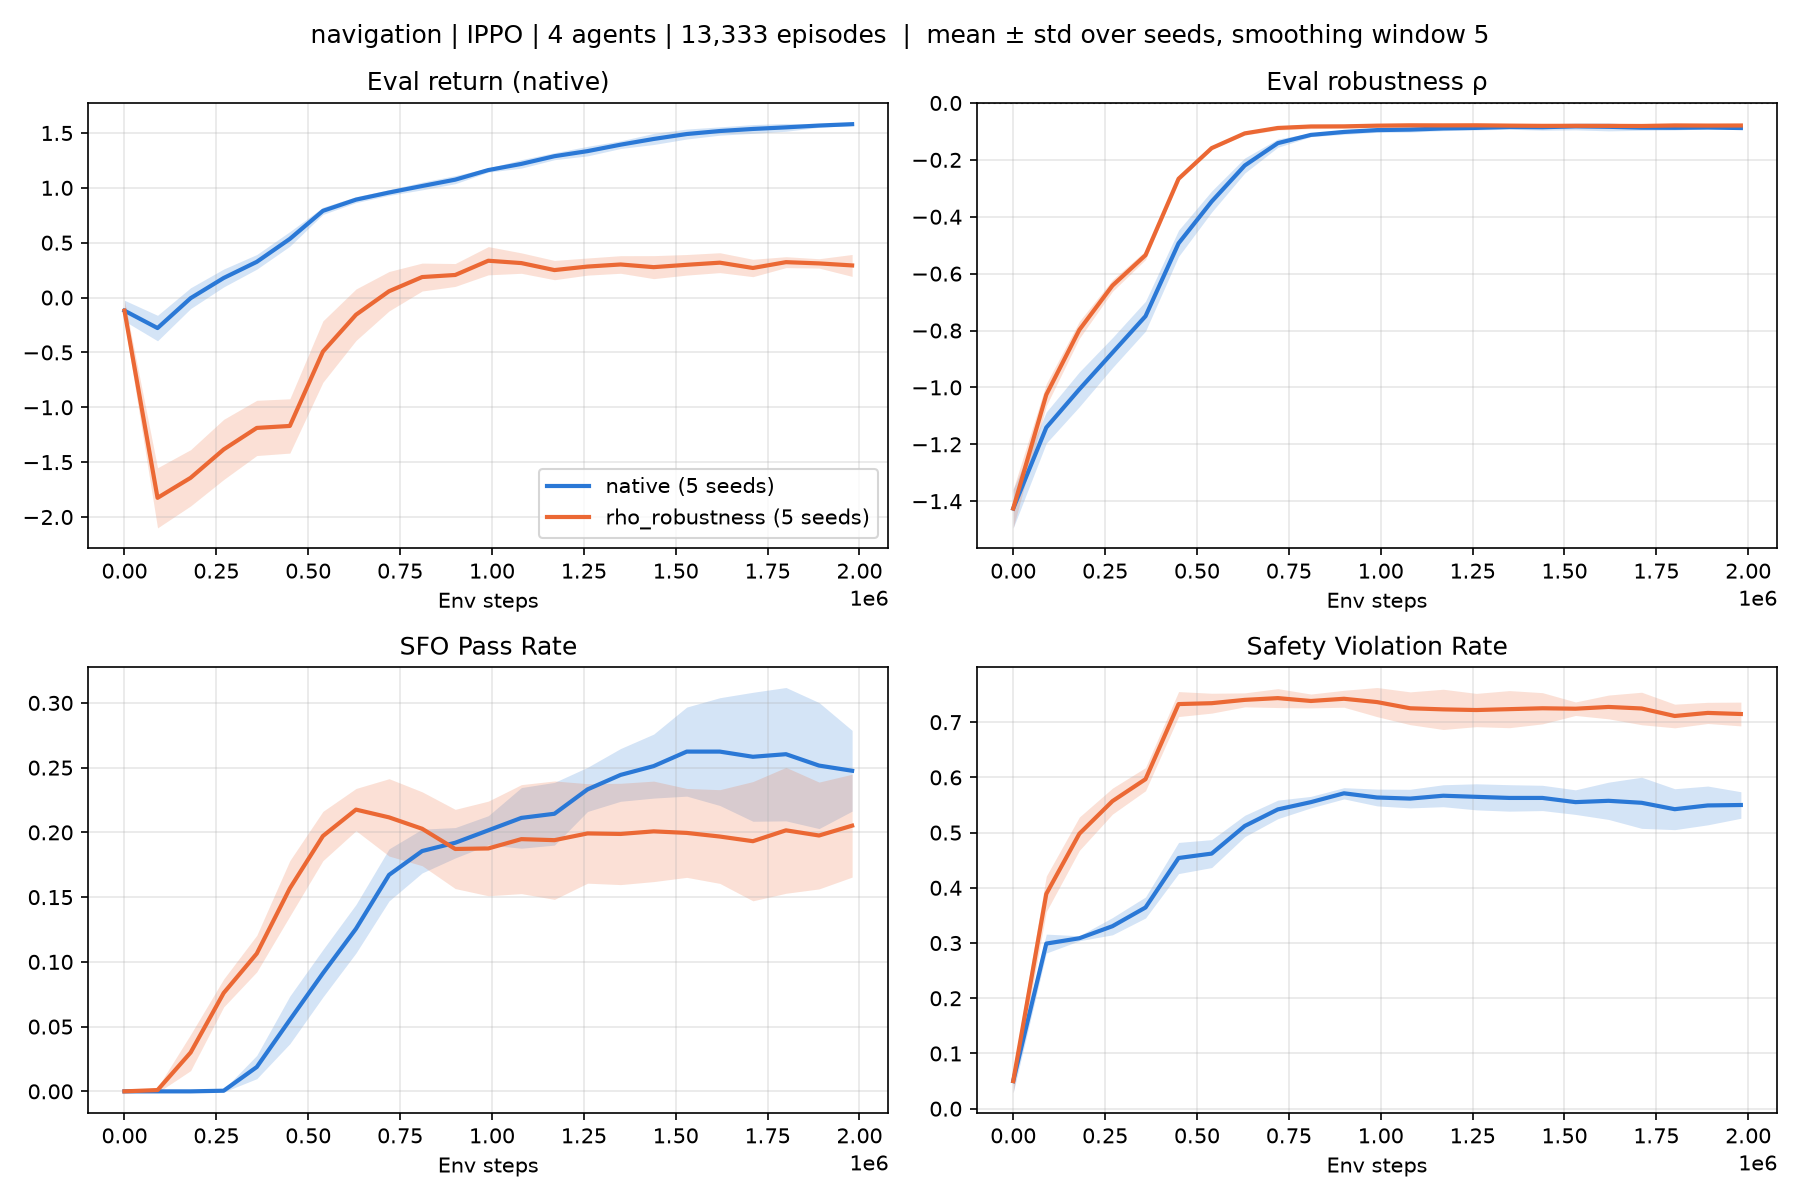 navigation | IPPO | 4 agents | 13,333 episodes | mean ± std over seeds, smoothing window 5
Eval return (native)
1.5
1.0
0.5
0.0
−0.5
−1.0
−1.5
−2.0
native (5 seeds)
rho_robustness (5 seeds)
0.00 0.25 0.50 0.75 1.00 1.25 1.50 1.75 2.00
Env steps
1e6
Eval robustness ρ
0.0
−0.2
−0.4
−0.6
−0.8
−1.0
−1.2
−1.4
0.00 0.25 0.50 0.75 1.00 1.25 1.50 1.75 2.00
Env steps
1e6
SFO Pass Rate
0.30
0.25
0.20
0.15
0.10
0.05
0.00
0.00 0.25 0.50 0.75 1.00 1.25 1.50 1.75 2.00
Env steps
1e6
Safety Violation Rate
0.7
0.6
0.5
0.4
0.3
0.2
0.1
0.0
0.00 0.25 0.50 0.75 1.00 1.25 1.50 1.75 2.00
Env steps
1e6